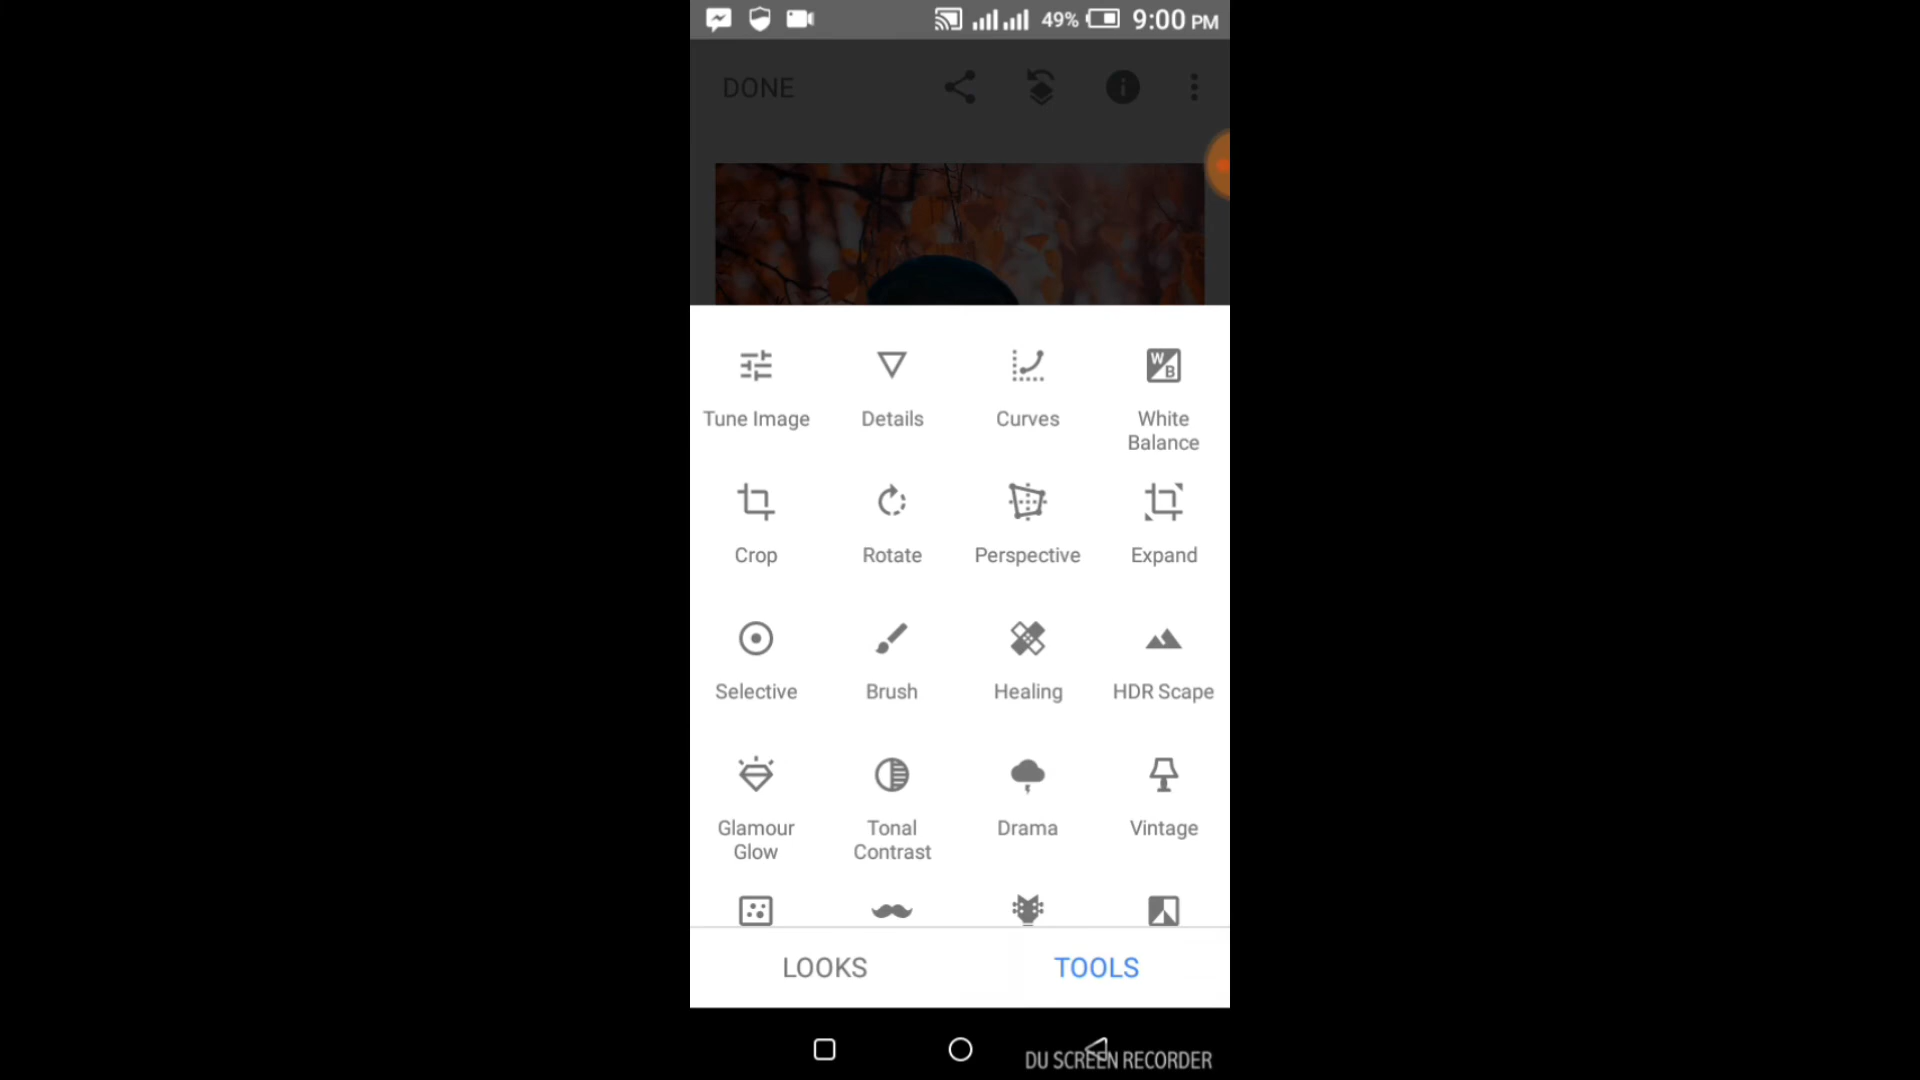 49% 9:00 PM
DONE
Tune Image Details Curves White Balance
Crop Rotate Perspective Expand
Selective Brush Healing HDR Scape
Glamour Glow Tonal Contrast Drama Vintage
LOOKS TOOLS
DU SCREEN RECORDER